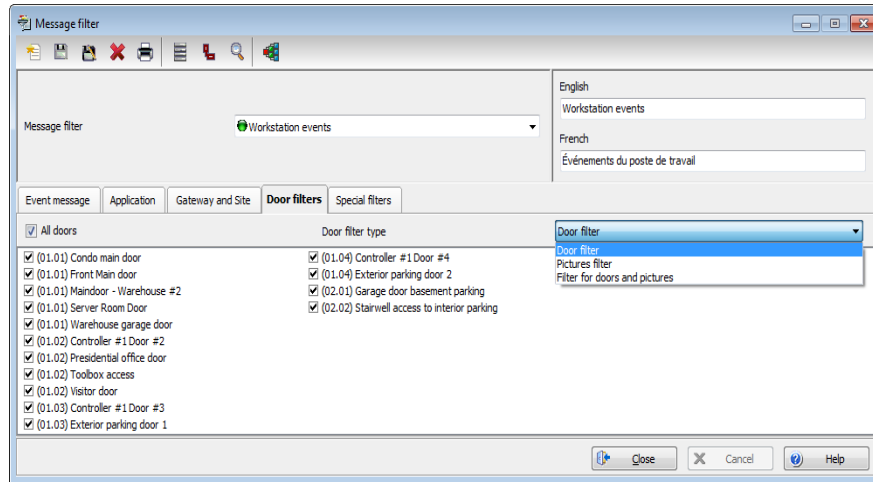 Message filter
English
Workstation events
Message filter
Workstation events
French
Événements du poste de travail
Event message
Application
Gateway and Site
Door filters
Special filters
All doors
Door filter type
Door filter
Door filter
Pictures filter
Filter for doors and pictures
(01.01) Condo main door
(01.01) Front Main door
(01.01) Maindoor - Warehouse #2
(01.01) Server Room Door
(01.01) Warehouse garage door
(01.02) Controller #1 Door #2
(01.02) Presidential office door
(01.02) Toolbox access
(01.02) Visitor door
(01.03) Controller #1 Door #3
(01.03) Exterior parking door 1
(01.04) Controller #1 Door #4
(01.04) Exterior parking door 2
(02.01) Garage door basement parking
(02.02) Stairwell access to interior parking
Close
Cancel
Help